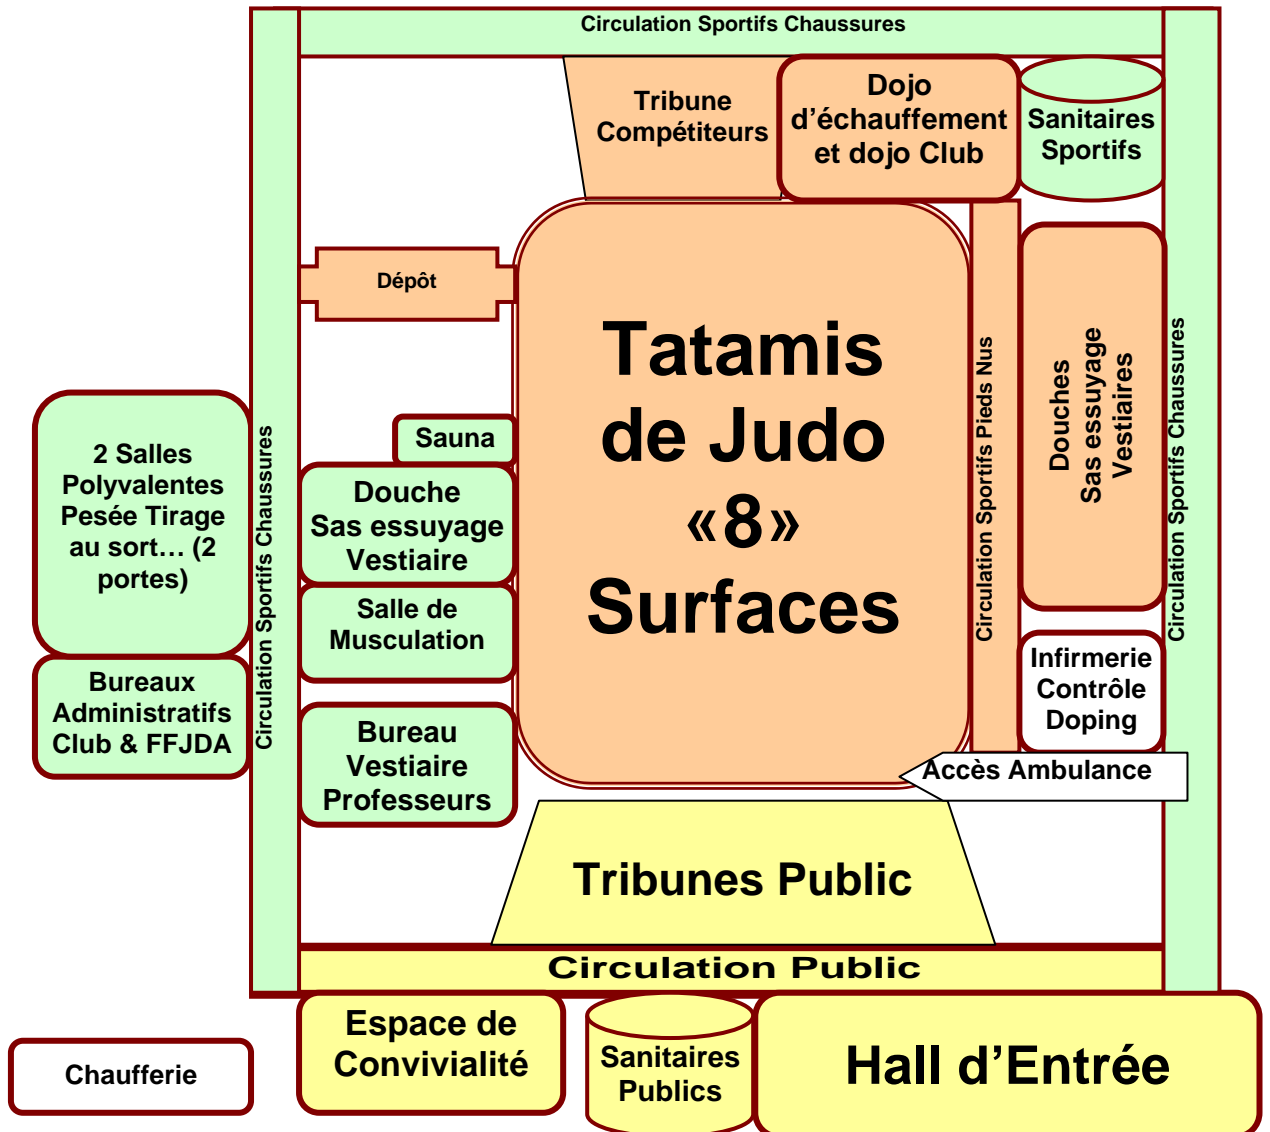 Circulation Sportifs Chaussures
Tribune
Compétiteurs
Dojo
d’échauffement
et dojo Club
Sanitaires
Sportifs
Dépôt
Tatamis
de Judo
«8»
Surfaces
Circulation Sportifs Pieds Nus
Douches
Sas essuyage
Vestiaires
Circulation Sportifs Chaussures
2 Salles
Polyvalentes
Pesée Tirage
au sort… (2
portes)
Circulation Sportifs Chaussures
Sauna
Douche
Sas essuyage
Vestiaire
Salle de
Musculation
Bureaux
Administratifs
Club & FFJDA
Bureau
Vestiaire
Professeurs
Infirmerie
Contrôle
Doping
Accès Ambulance
Tribunes Public
Circulation Public
Espace de
Convivialité
Sanitaires
Publics
Hall d’Entrée
Chaufferie